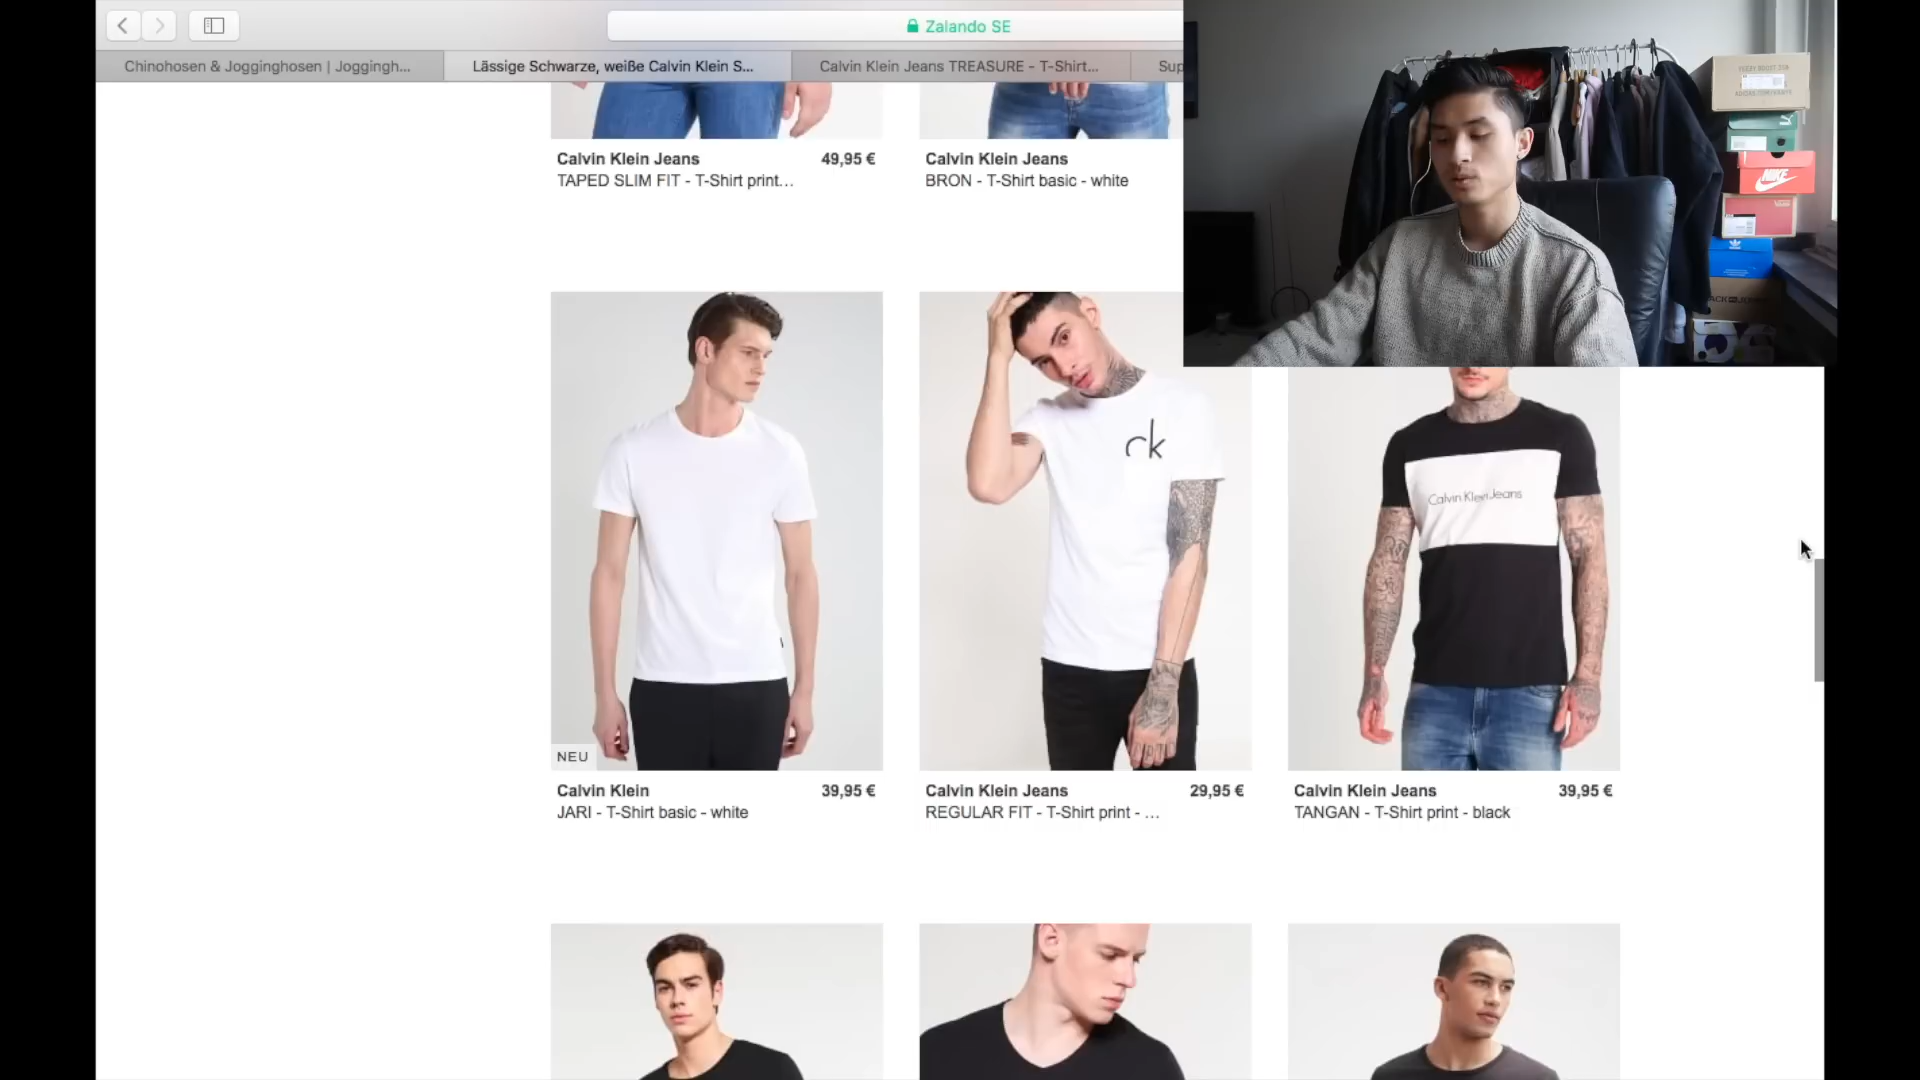 Zalando SE
Chinohosen & Jogginghosen | Joggingh...
Lässige Schwarze, weiße Calvin Klein S...
Calvin Klein Jeans TREASURE - T-Shirt...
Sup
Calvin Klein Jeans 49,95 €
TAPED SLIM FIT - T-Shirt print…
Calvin Klein Jeans
BRON - T-Shirt basic - white
NIKE
ck
Calvin Klein Jeans
NEU
Calvin Klein 39,95 €
JARI - T-Shirt basic - white
Calvin Klein Jeans 29,95 €
REGULAR FIT - T-Shirt print - …
Calvin Klein Jeans 39,95 €
TANGAN - T-Shirt print - black